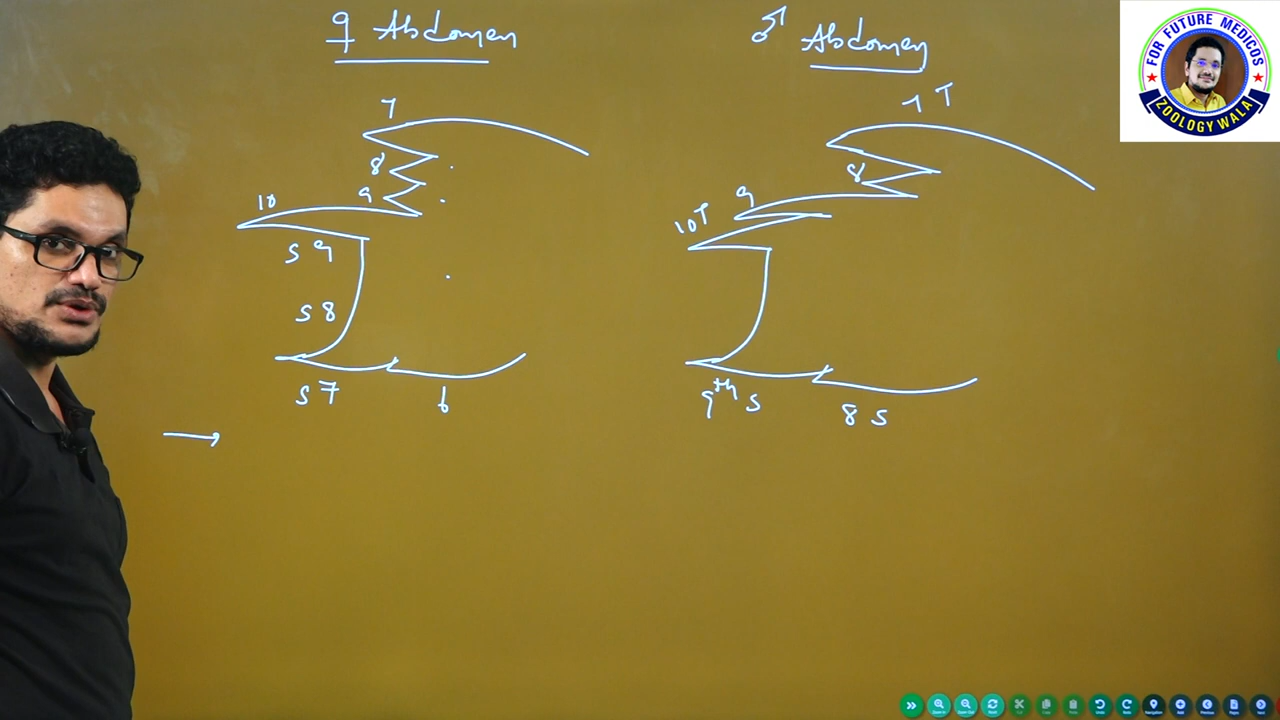 ♀ Abdomen
7
8
9
10
S 9
S 8
S 7
6
♂ Abdomen
7 T
8
9
10 T
9th S
8 S
→
FOR FUTURE MEDICOS
ZOOLOGY WALA